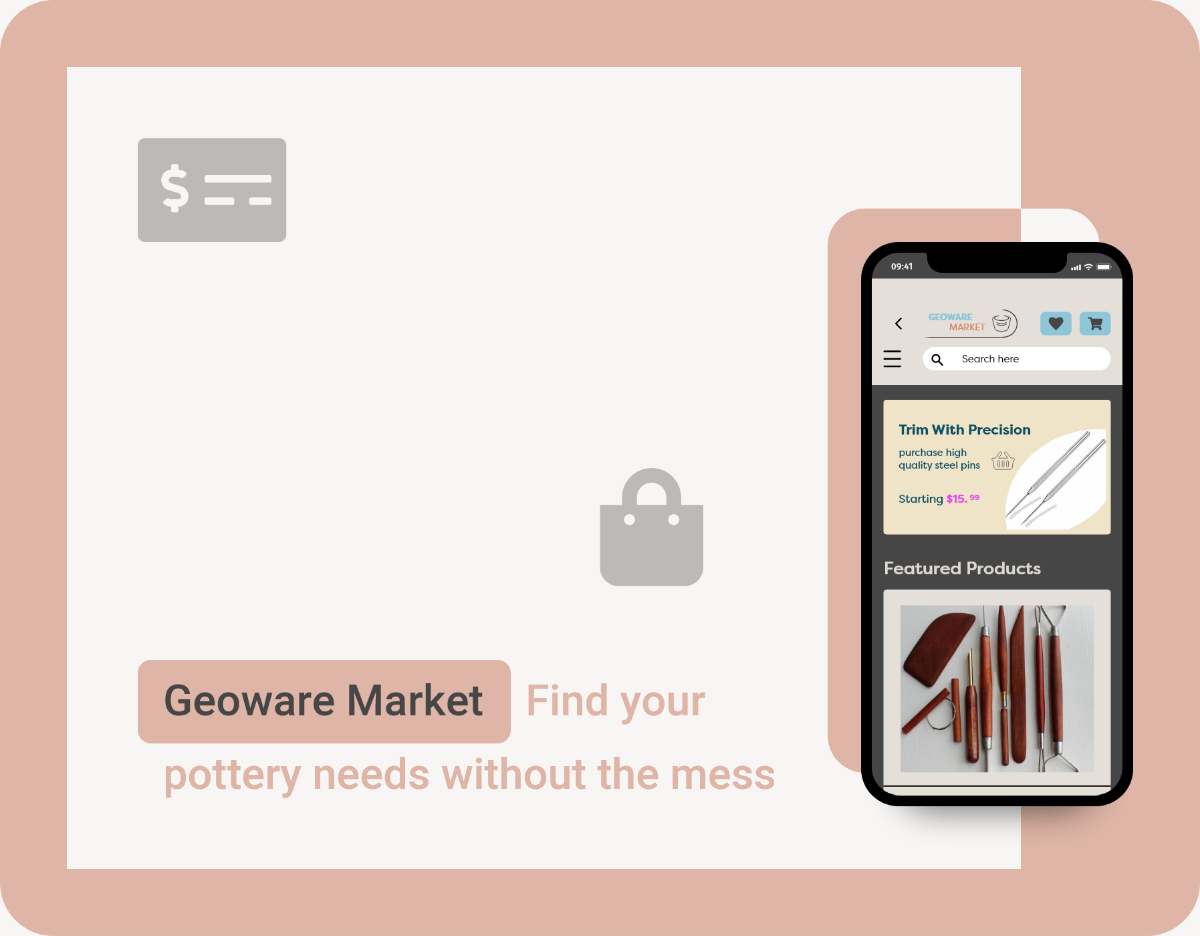 $
09:41
GEOWARE
MARKET
Search here
Trim With Precision
purchase high
quality steel pins
Starting $15. 99
Featured Products
Geoware Market Find your
pottery needs without the mess